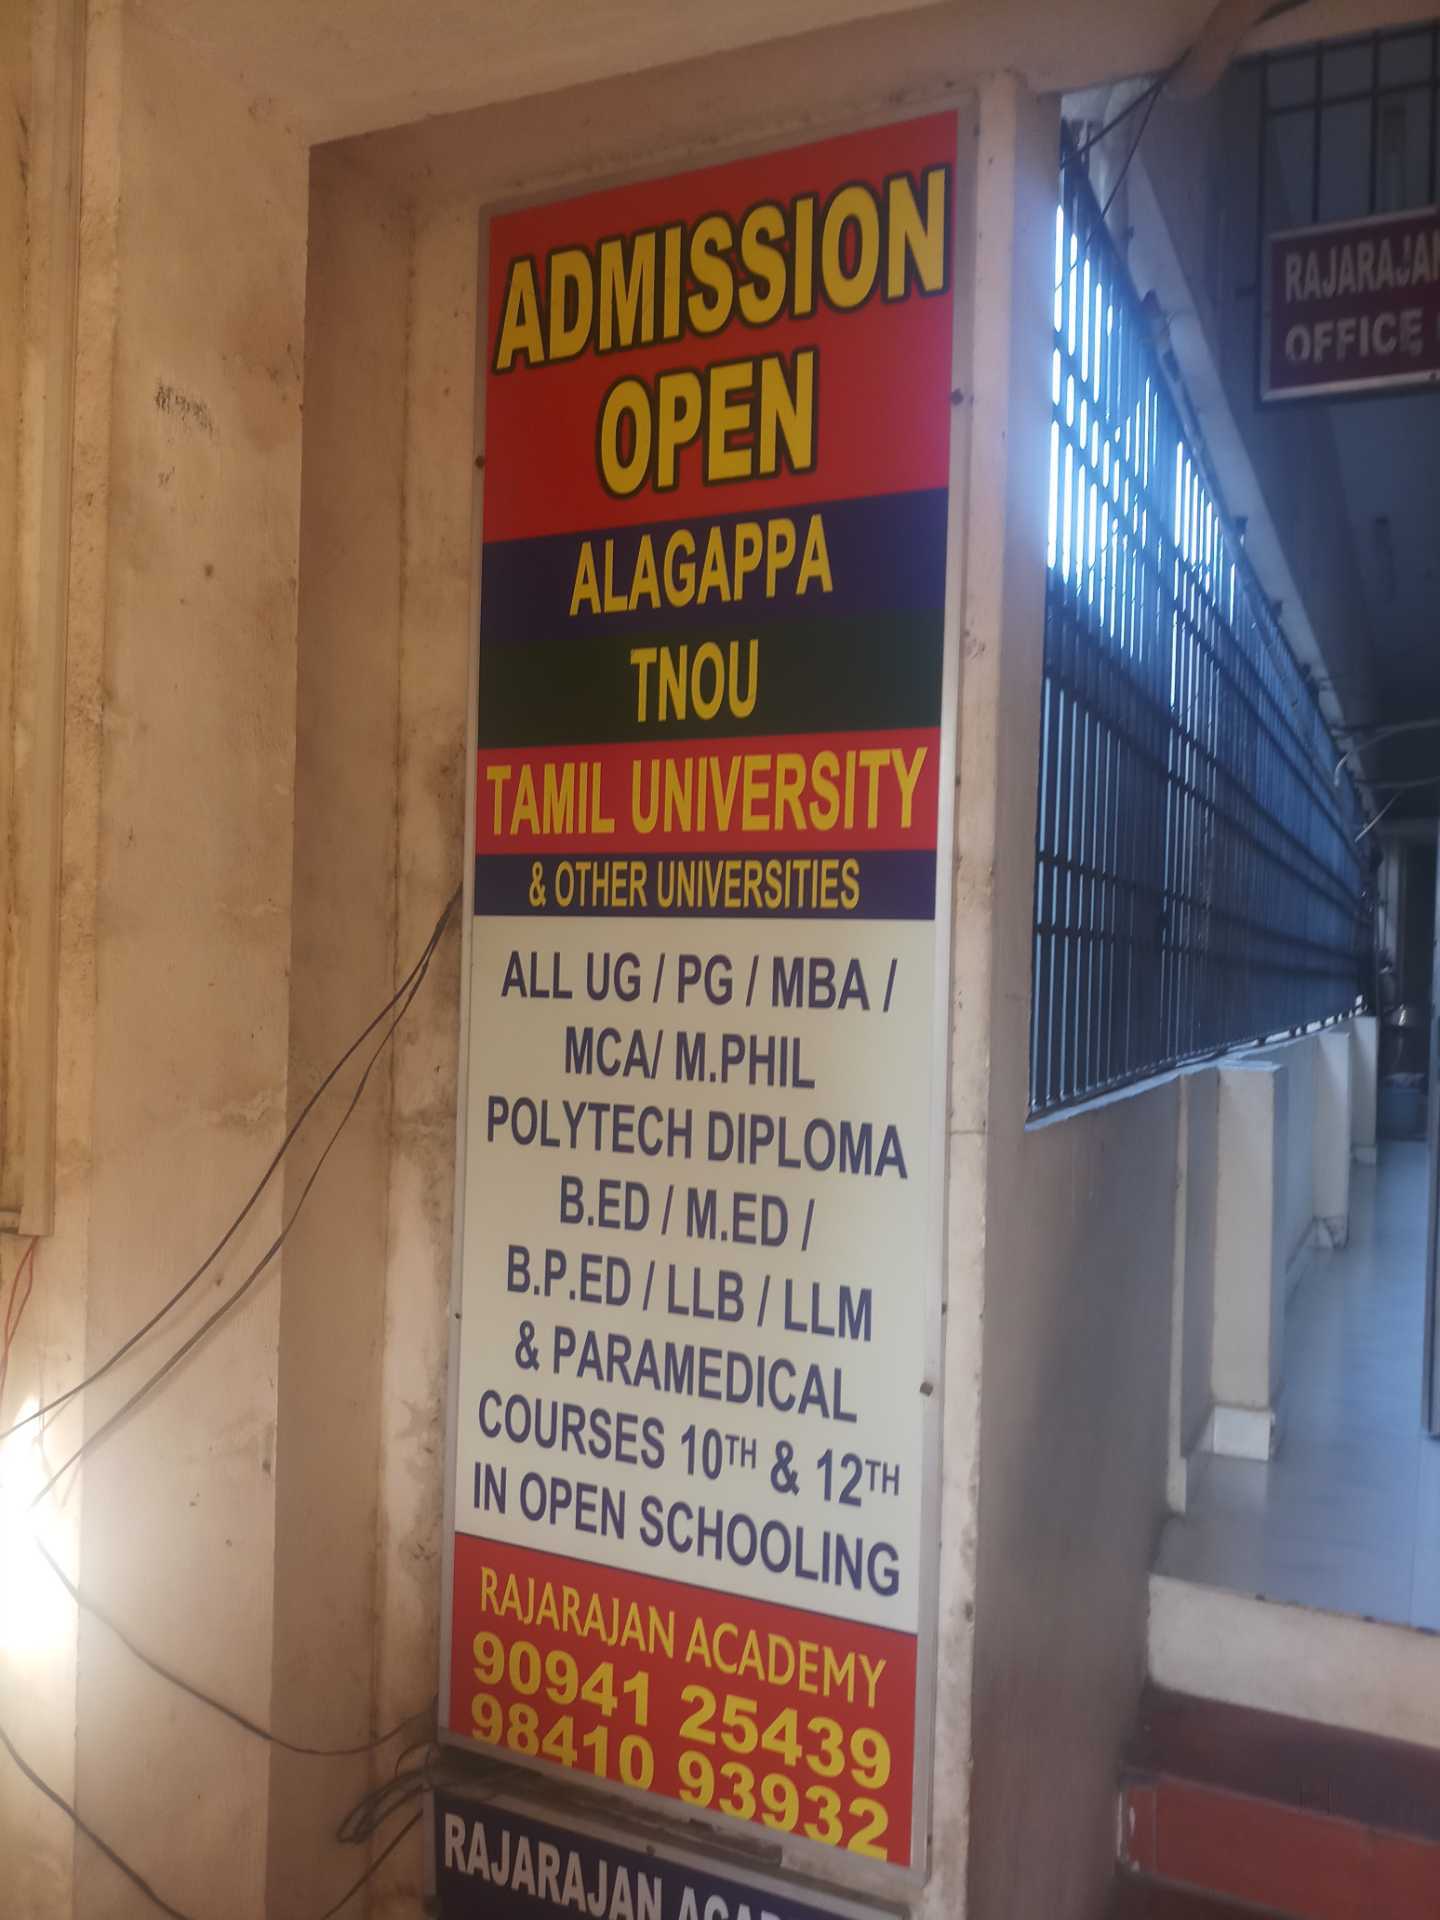 ADMISSION
OPEN
ALAGAPPA
TNOU
TAMIL UNIVERSITY
& OTHER UNIVERSITIES
ALL UG / PG / MBA /
MCA/ M.PHIL
POLYTECH DIPLOMA
B.ED / M.ED /
B.P.ED / LLB / LLM
& PARAMEDICAL
COURSES 10TH & 12TH
IN OPEN SCHOOLING
RAJARAJAN ACADEMY
90941 25439
98410 93932
RAJARAJAN
RAJARAJAN
OFFICE